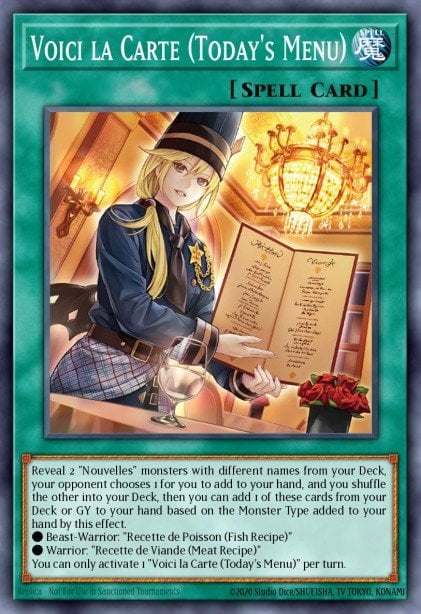 Voici la Carte (Today's Menu)
SPELL
魔
[ Spell Card ]
Poisson
Viande
Reveal 2 "Nouvelles" monsters with different names from your Deck,
your opponent chooses 1 for you to add to your hand, and you shuffle
the other into your Deck, then you can add 1 of these cards from your
Deck or GY to your hand based on the Monster Type added to your
hand by this effect.
● Beast-Warrior: "Recette de Poisson (Fish Recipe)"
● Warrior: "Recette de Viande (Meat Recipe)"
You can only activate 1 "Voici la Carte (Today's Menu)" per turn.
Replica - Not For Use in Sanctioned Tournaments
©2020 Studio Dice/SHUEISHA, TV TOKYO, KONAMI